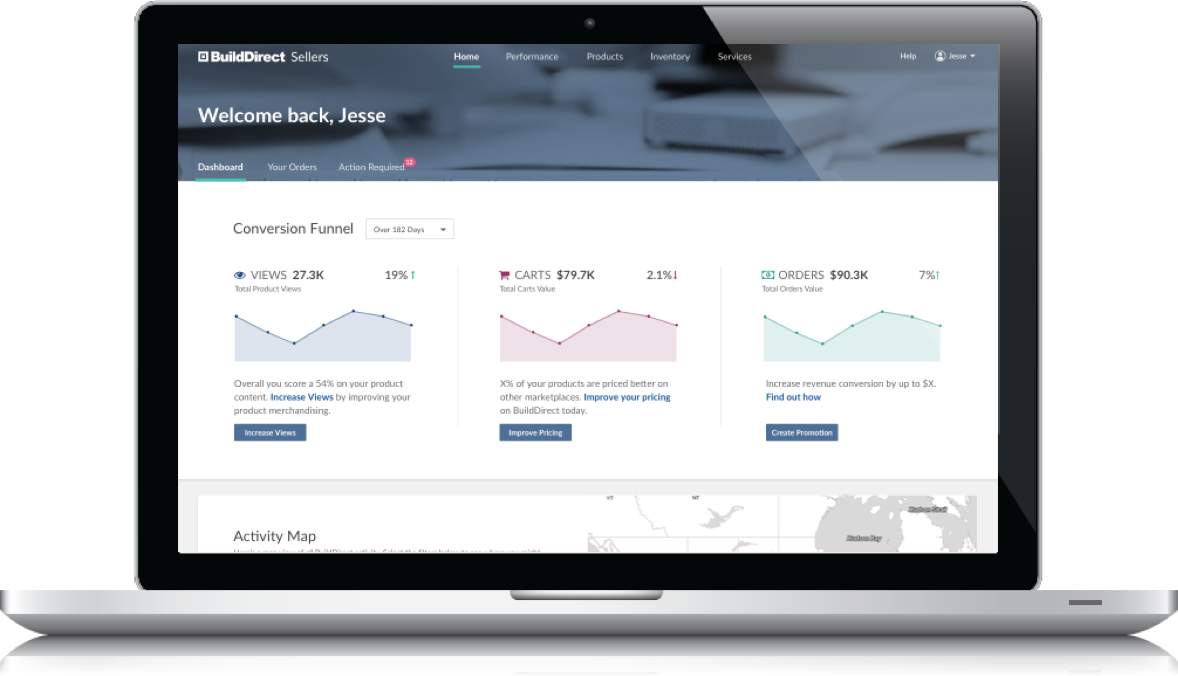 BuildDirect Sellers
Home Performance Products Inventory Services
Help Jesse
Welcome back, Jesse
Dashboard Your Orders Action Required 12
Conversion Funnel Over 182 Days
VIEWS 27.3K 19%↑
Total Product Views
CARTS $79.7K 2.1%↓
Total Carts Value
ORDERS $90.3K 7%↑
Total Orders Value
Overall you score a 54% on your product
content. Increase Views by improving your
product merchandising.
Increase Views
X% of your products are priced better on
other marketplaces. Improve your pricing
on BuildDirect today.
Improve Pricing
Increase revenue conversion by up to $X.
Find out how
Create Promotion
Activity Map
YT NT
Hudson Strait
Hudson Bay